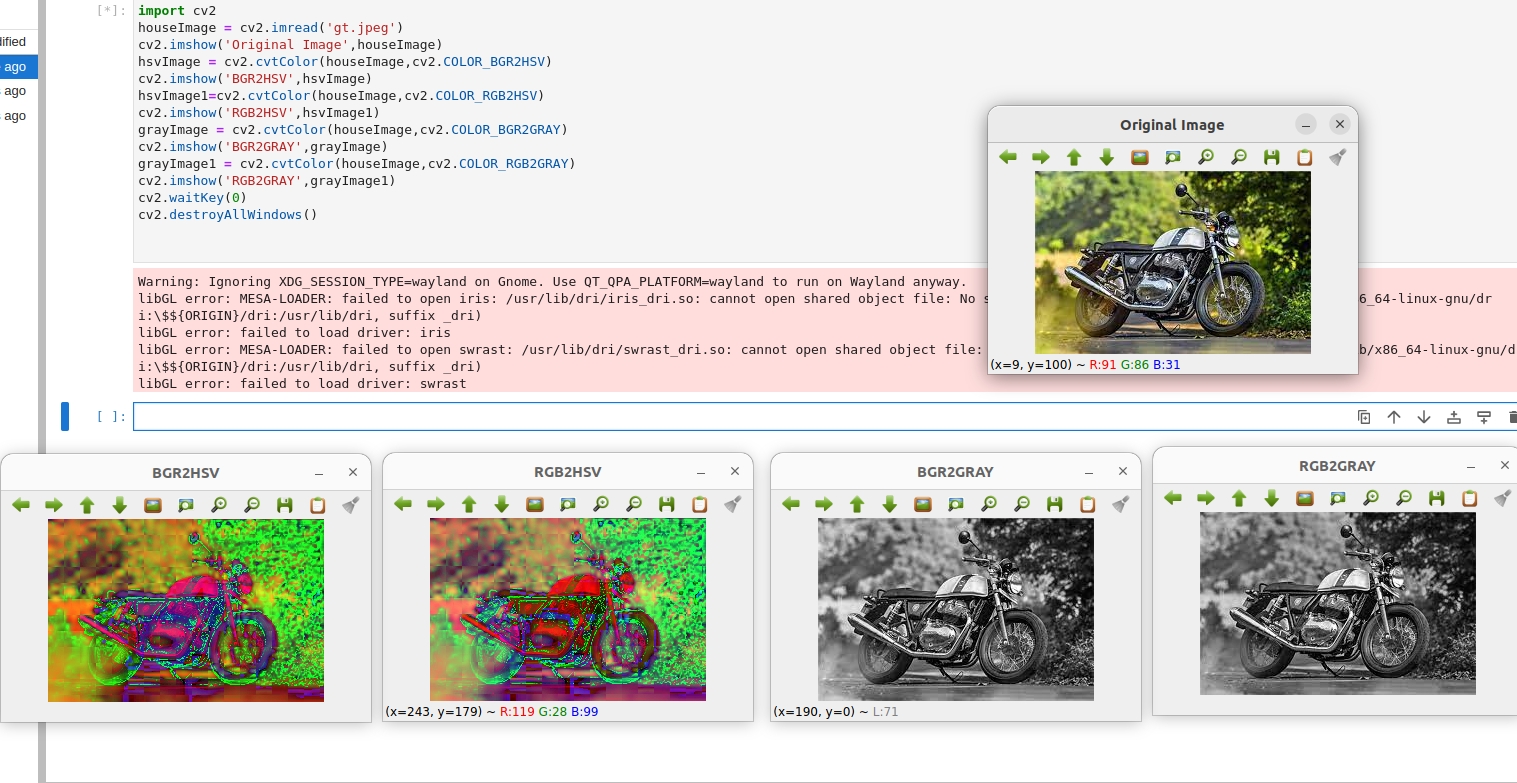 [*]:
import cv2
houseImage = cv2.imread('gt.jpeg')
cv2.imshow('Original Image',houseImage)
hsvImage = cv2.cvtColor(houseImage,cv2.COLOR_BGR2HSV)
cv2.imshow('BGR2HSV',hsvImage)
hsvImage1=cv2.cvtColor(houseImage,cv2.COLOR_RGB2HSV)
cv2.imshow('RGB2HSV',hsvImage1)
grayImage = cv2.cvtColor(houseImage,cv2.COLOR_BGR2GRAY)
cv2.imshow('BGR2GRAY',grayImage)
grayImage1 = cv2.cvtColor(houseImage,cv2.COLOR_RGB2GRAY)
cv2.imshow('RGB2GRAY',grayImage1)
cv2.waitKey(0)
cv2.destroyAllWindows()
ified
ago
ago
ago
Original Image
(x=9, y=100) ~ R:91 G:86 B:31
Warning: Ignoring XDG_SESSION_TYPE=wayland on Gnome. Use QT_QPA_PLATFORM=wayland to run on Wayland anyway.
libGL error: MESA-LOADER: failed to open iris: /usr/lib/dri/iris_dri.so: cannot open shared object file: No s 6_64-linux-gnu/dr
i:\$${ORIGIN}/dri:/usr/lib/dri, suffix _dri)
libGL error: failed to load driver: iris
libGL error: MESA-LOADER: failed to open swrast: /usr/lib/dri/swrast_dri.so: cannot open shared object file: b/x86_64-linux-gnu/d
i:\$${ORIGIN}/dri:/usr/lib/dri, suffix _dri)
libGL error: failed to load driver: swrast
[ ]:
BGR2HSV
RGB2HSV
(x=243, y=179) ~ R:119 G:28 B:99
BGR2GRAY
(x=190, y=0) ~ L:71
RGB2GRAY